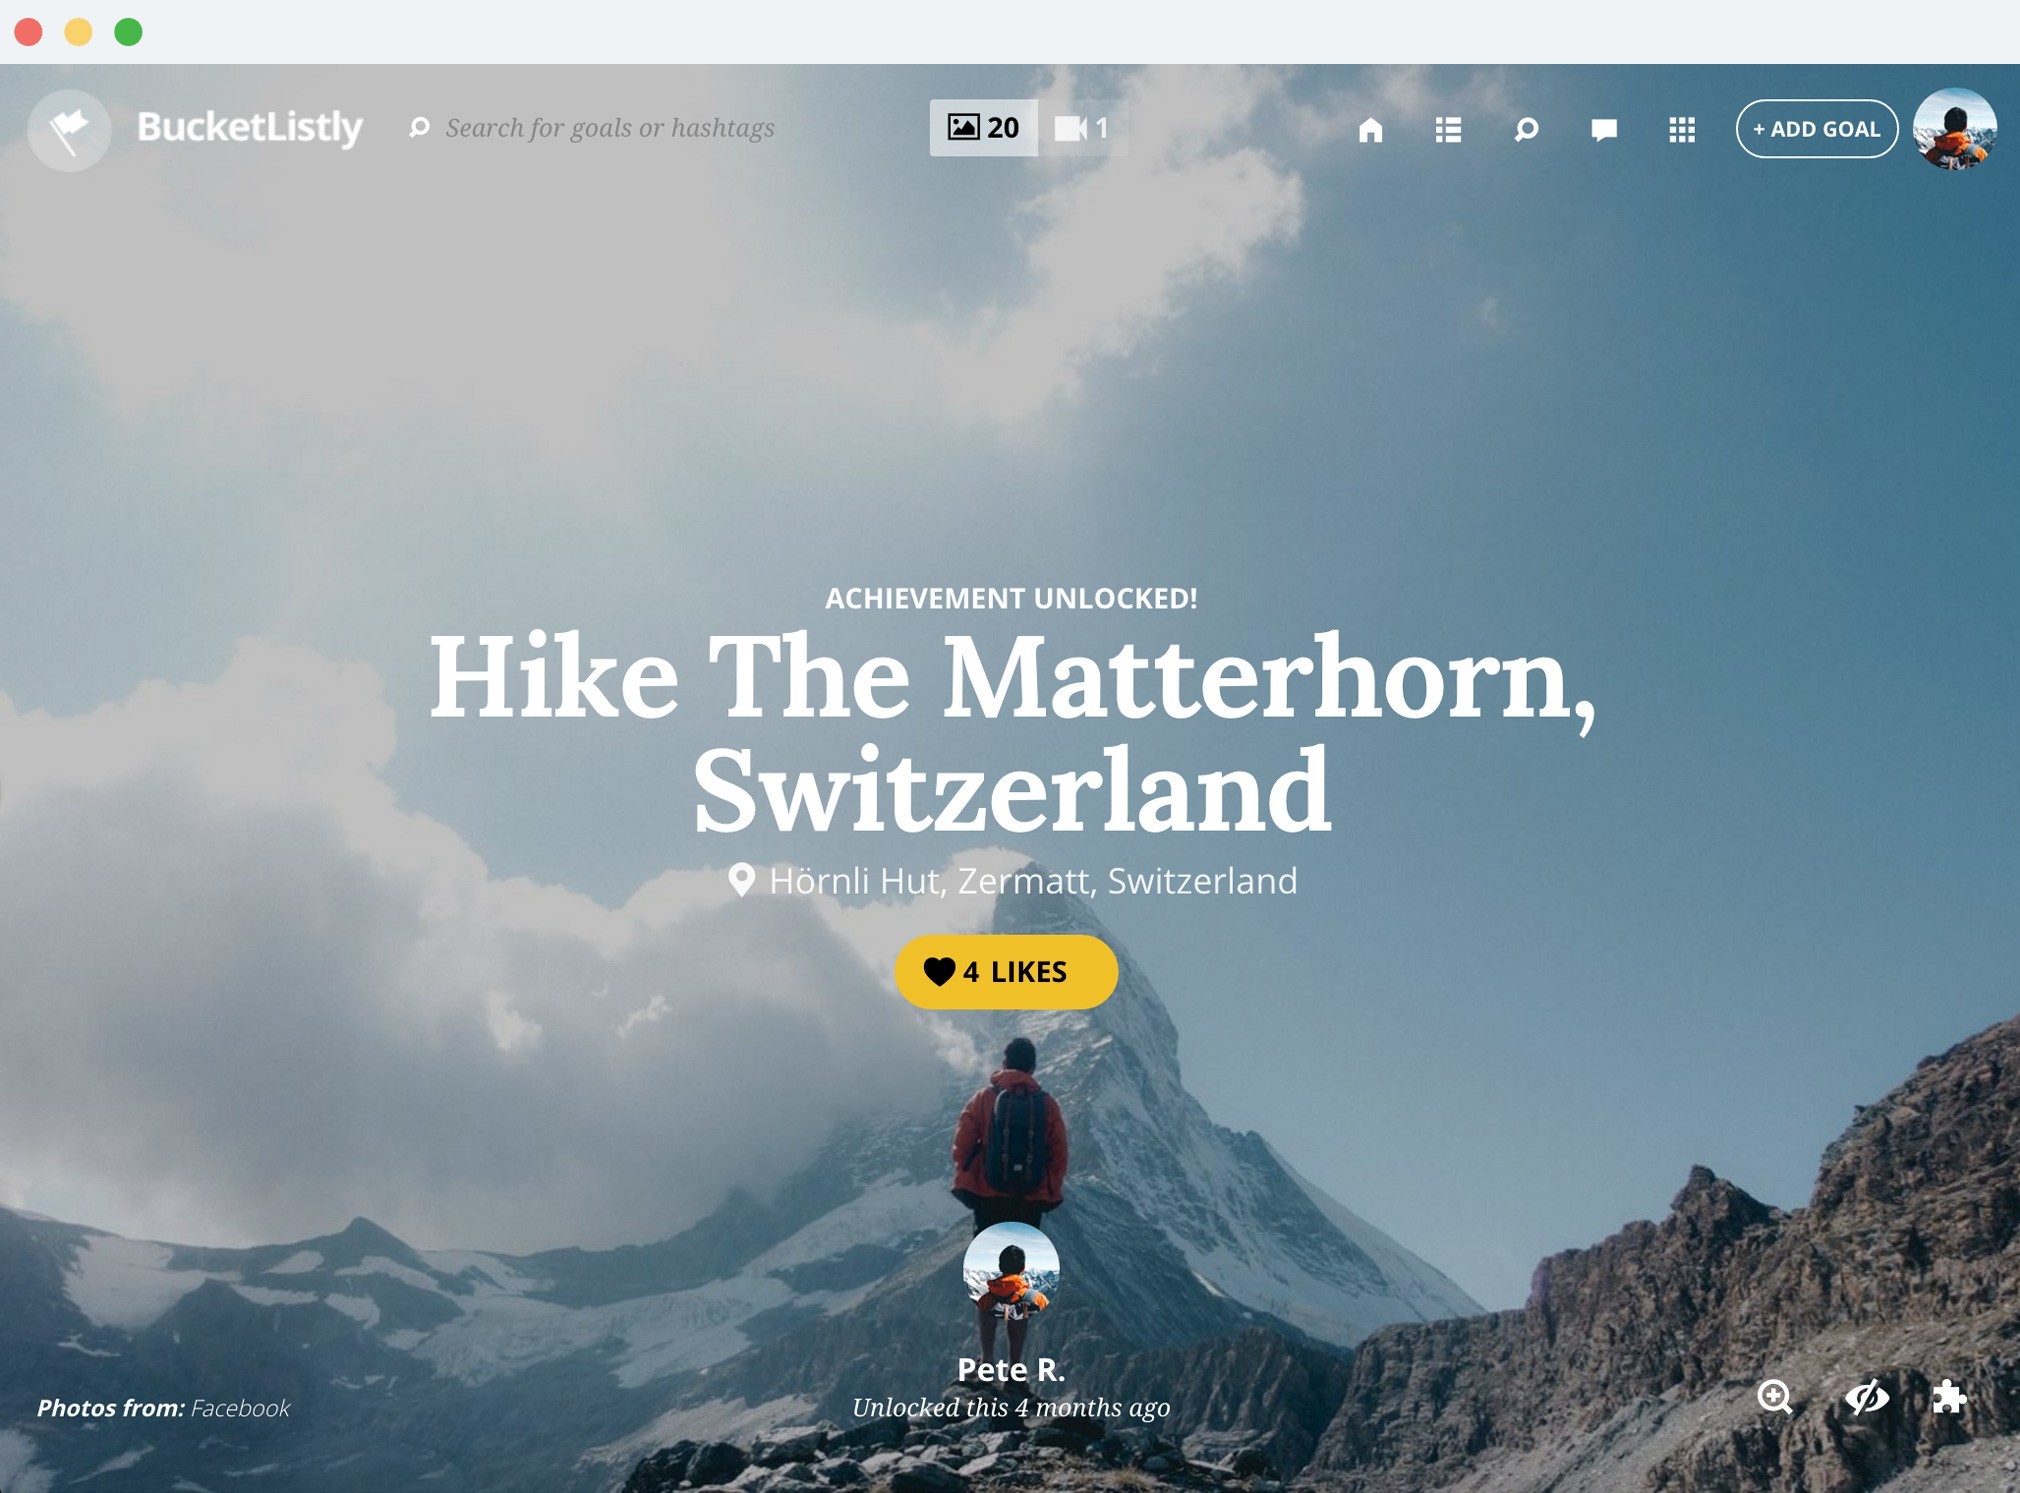 BucketListly
Search for goals or hashtags
20
1
+ ADD GOAL
ACHIEVEMENT UNLOCKED!
Hike The Matterhorn,
Switzerland
Hörnli Hut, Zermatt, Switzerland
4 LIKES
Pete R.
Unlocked this 4 months ago
Photos from: Facebook